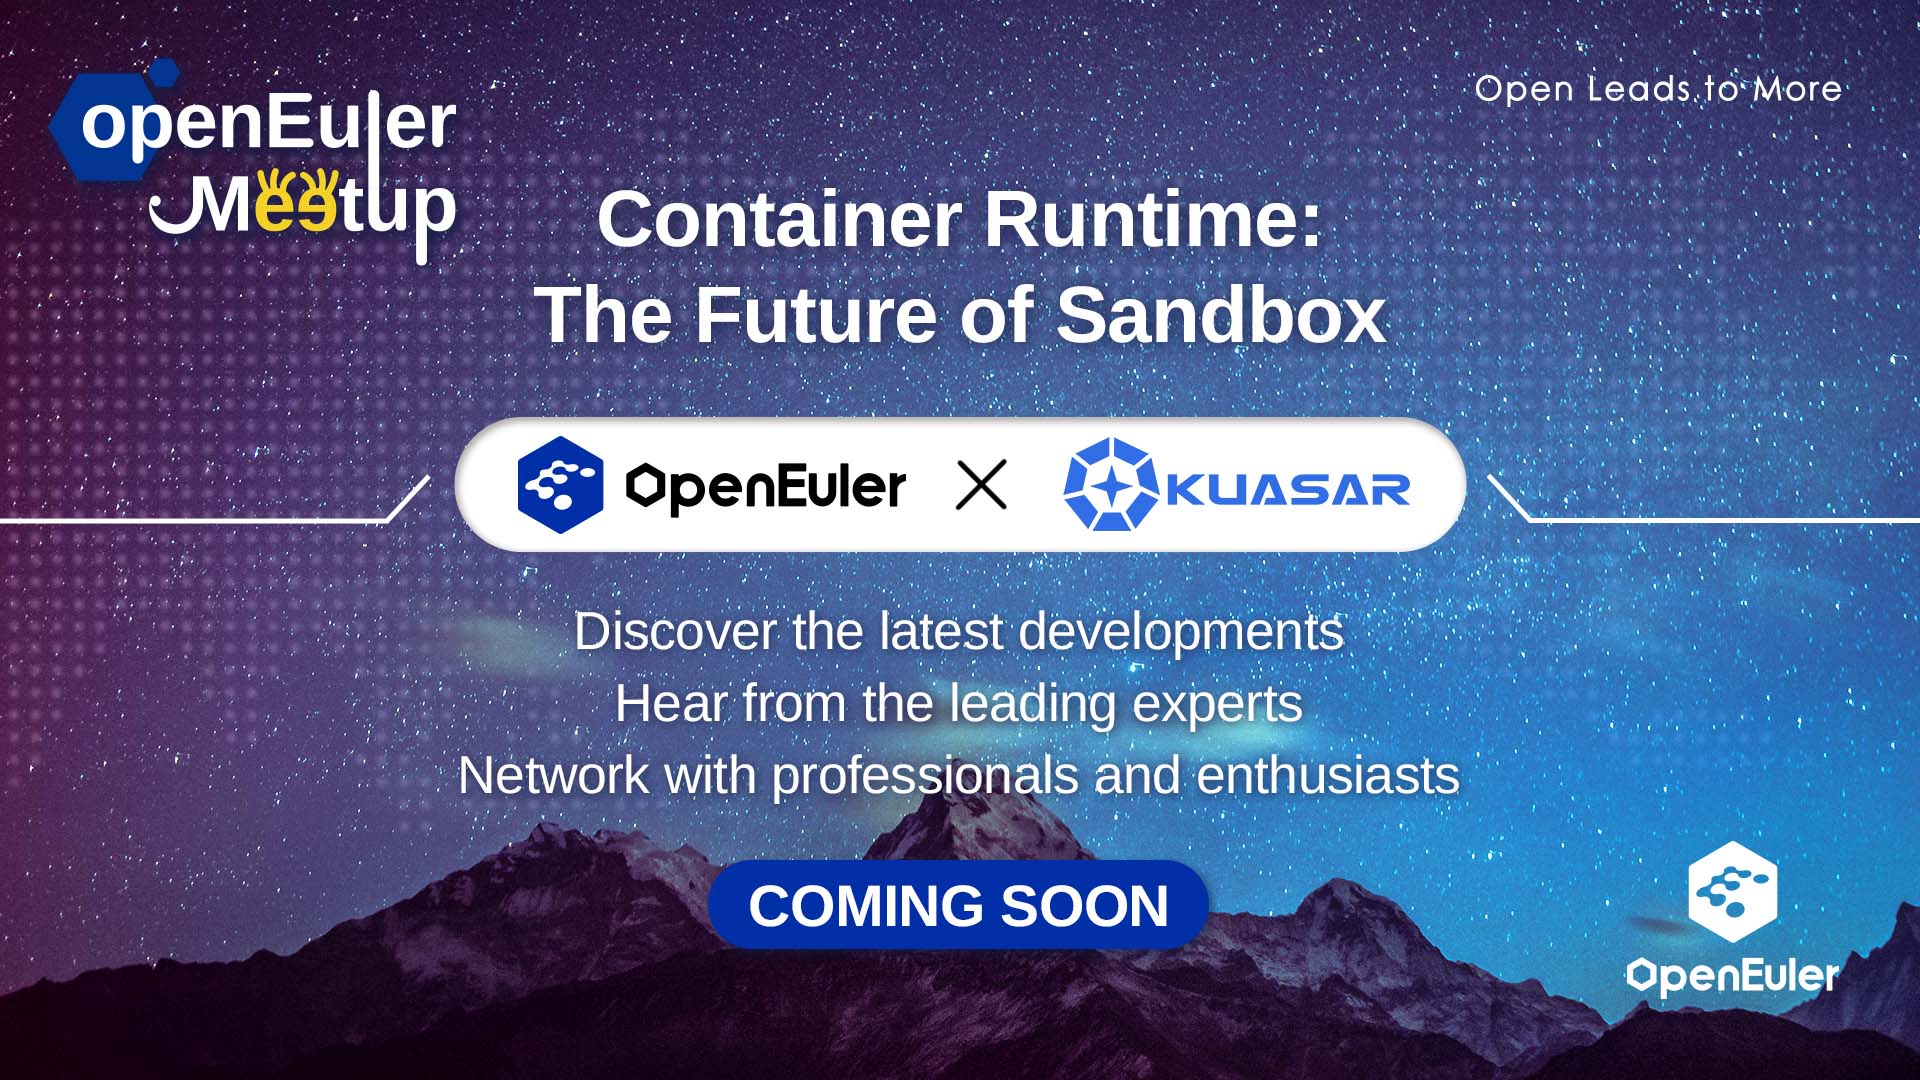 openEuler
Meetup
Open Leads to More
Container Runtime:
The Future of Sandbox
OpenEuler
KUASAR
Discover the latest developments
Hear from the leading experts
Network with professionals and enthusiasts
COMING SOON
OpenEuler